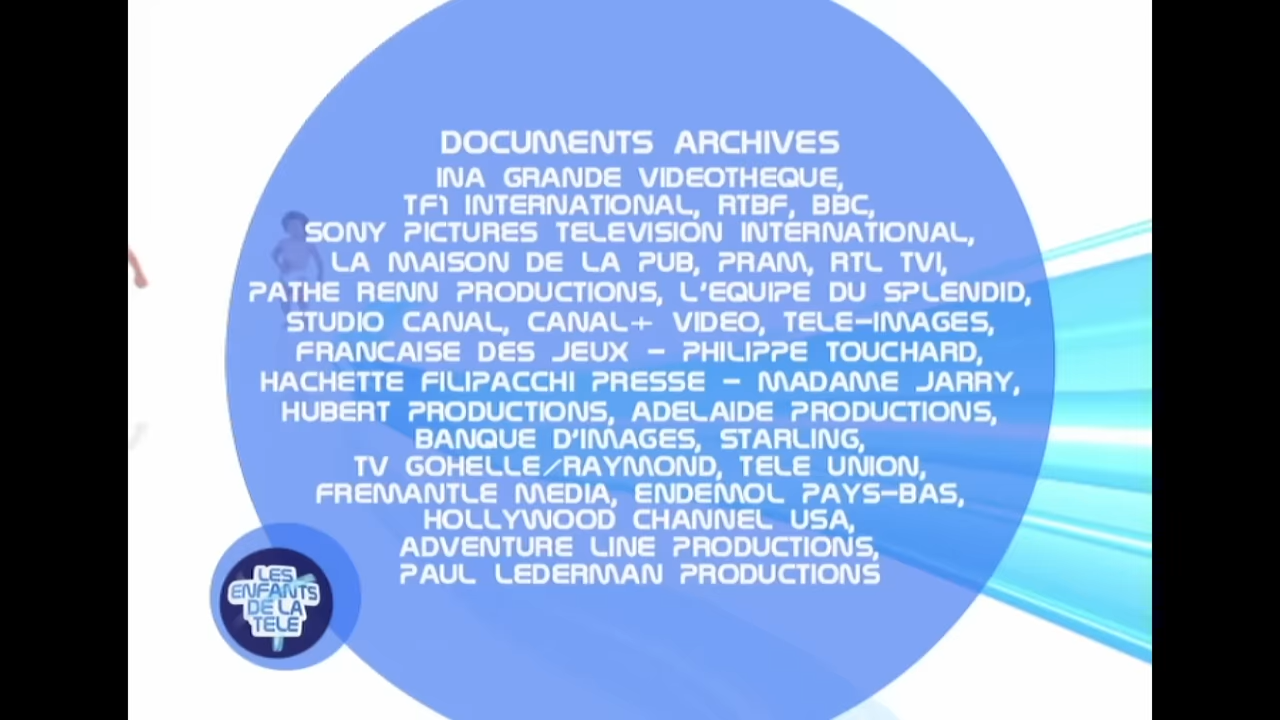 DOCUMENTS ARCHIVES
INA GRANDE VIDEOTHEQUE,
TF1 INTERNATIONAL, RTBF, BBC,
SONY PICTURES TELEVISION INTERNATIONAL,
LA MAISON DE LA PUB, PRAM, RTL TVI,
PATHE RENN PRODUCTIONS, L'EQUIPE DU SPLENDID,
STUDIO CANAL, CANAL+ VIDEO, TELE-IMAGES,
FRANCAISE DES JEUX - PHILIPPE TOUCHARD,
HACHETTE FILIPACCHI PRESSE - MADAME JARRY,
HUBERT PRODUCTIONS, ADELAIDE PRODUCTIONS,
BANQUE D'IMAGES, STARLING,
TV GOHELLE/RAYMOND, TELE UNION,
FREMANTLE MEDIA, ENDEMOL PAYS-BAS,
HOLLYWOOD CHANNEL USA,
ADVENTURE LINE PRODUCTIONS,
PAUL LEDERMAN PRODUCTIONS
LES
ENFANTS
DE LA
TELE